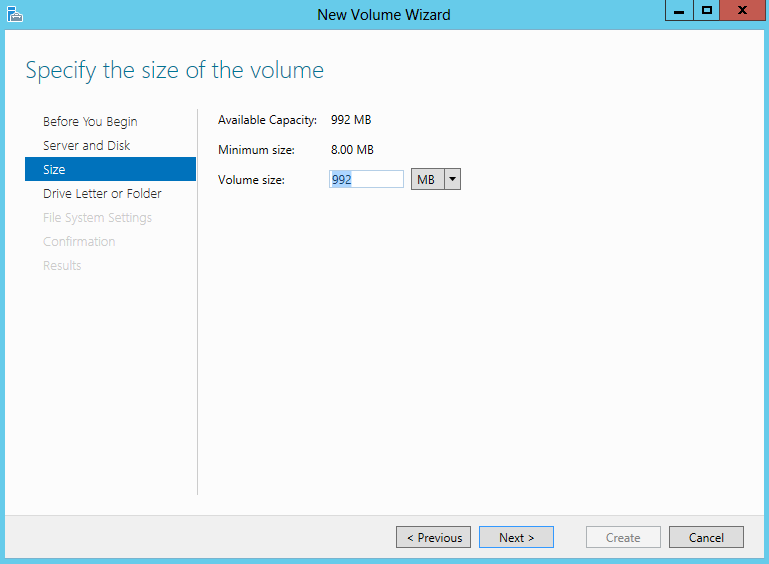 New Volume Wizard
Specify the size of the volume
Before You Begin
Server and Disk
Size
Drive Letter or Folder
File System Settings
Confirmation
Results
Available Capacity: 992 MB
Minimum size: 8.00 MB
Volume size: 992 MB
< Previous Next > Create Cancel